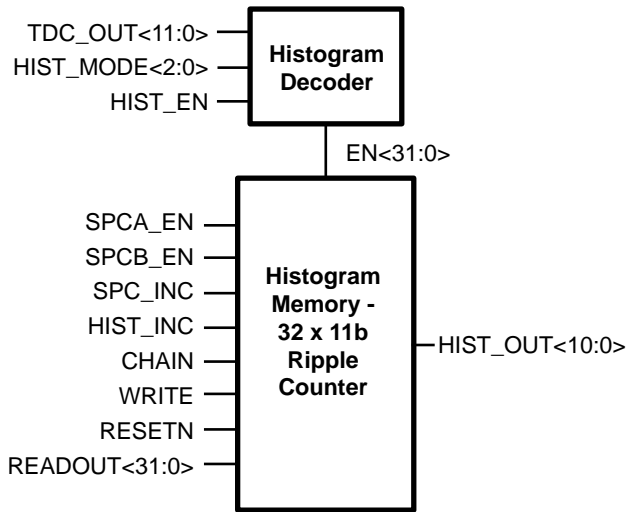 TDC_OUT<11:0>
HIST_MODE<2:0>
HIST_EN
Histogram
Decoder
EN<31:0>
SPCA_EN
SPCB_EN
SPC_INC
HIST_INC
CHAIN
WRITE
RESETN
READOUT<31:0>
Histogram
Memory -
32 x 11b
Ripple
Counter
HIST_OUT<10:0>